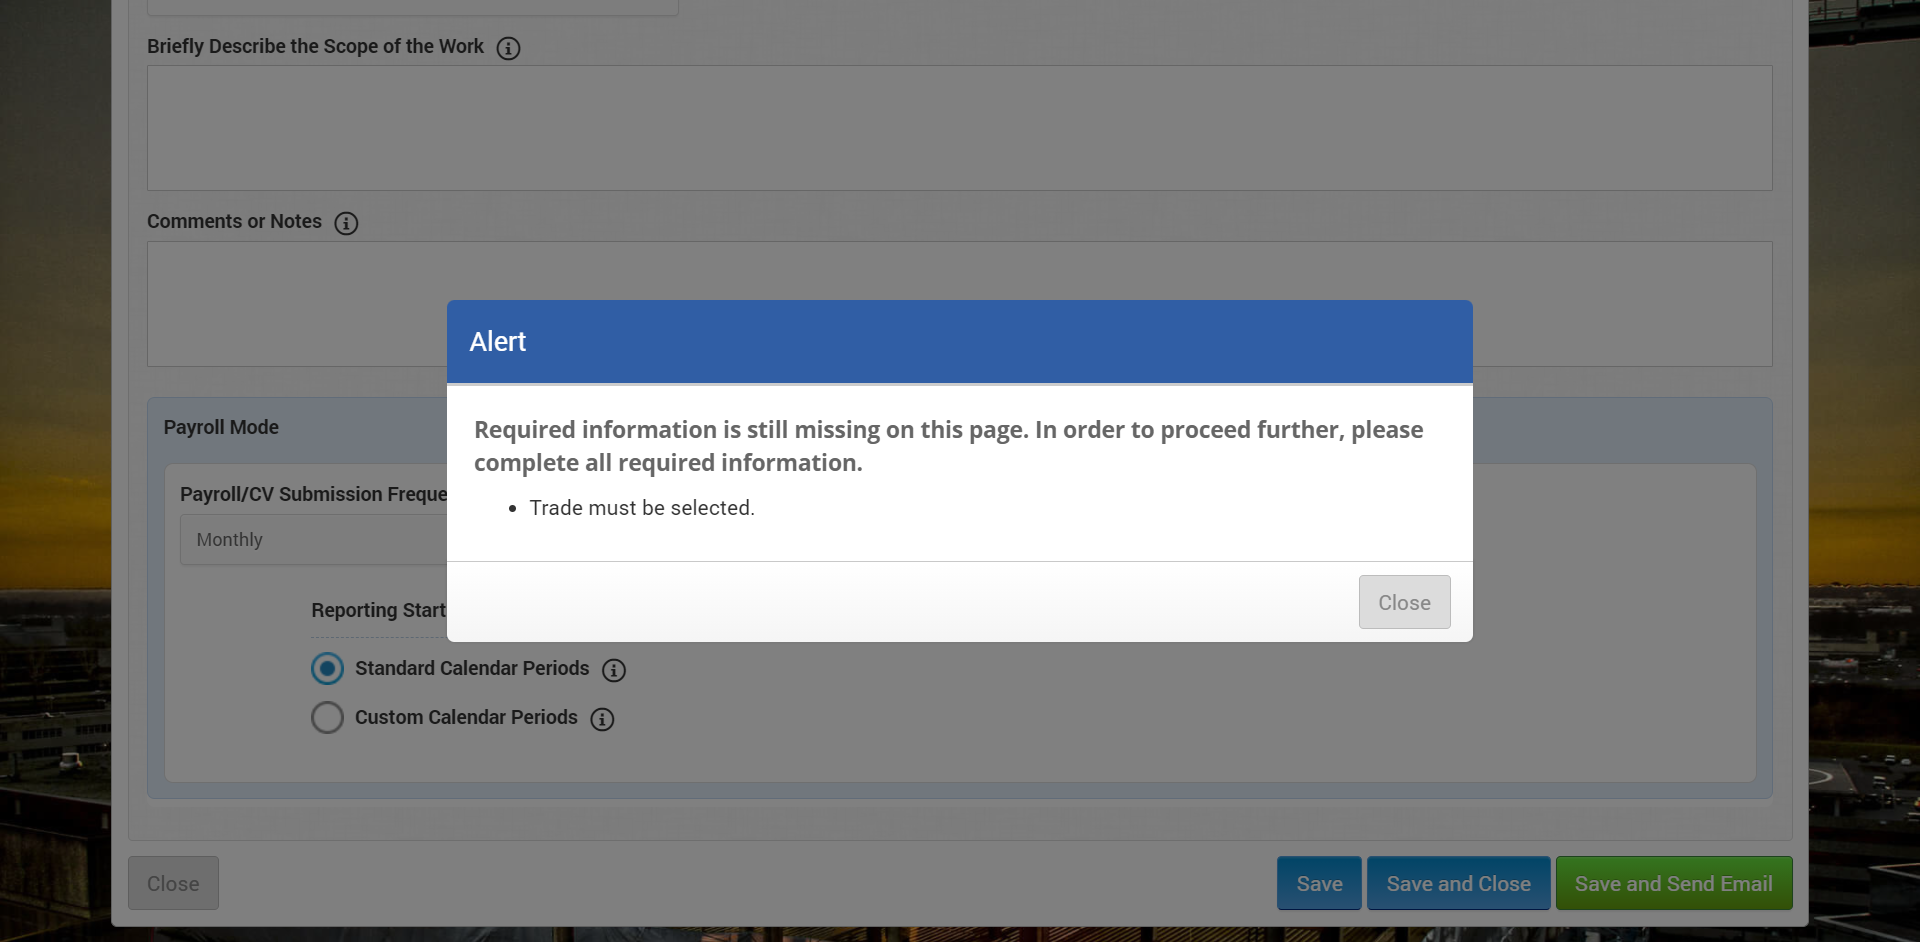 Briefly Describe the Scope of the Work
Comments or Notes
Alert
Required information is still missing on this page. In order to proceed further, please
complete all required information.
• Trade must be selected.
Close
Payroll Mode
Payroll/CV Submission Freque
Monthly
Reporting Start
Standard Calendar Periods
Custom Calendar Periods
Close
Save
Save and Close
Save and Send Email